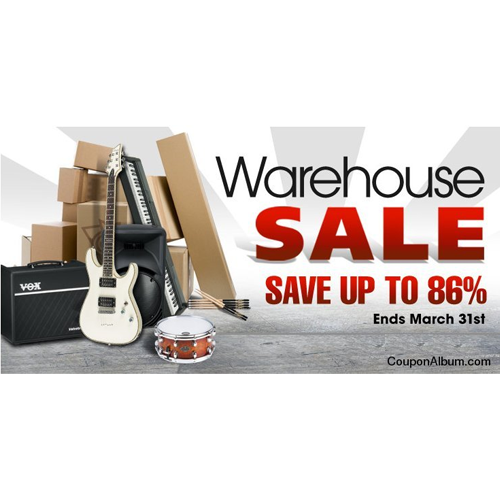 Warehouse
SALE
SAVE UP TO 86%
Ends March 31st
CouponAlbum.com
VOX